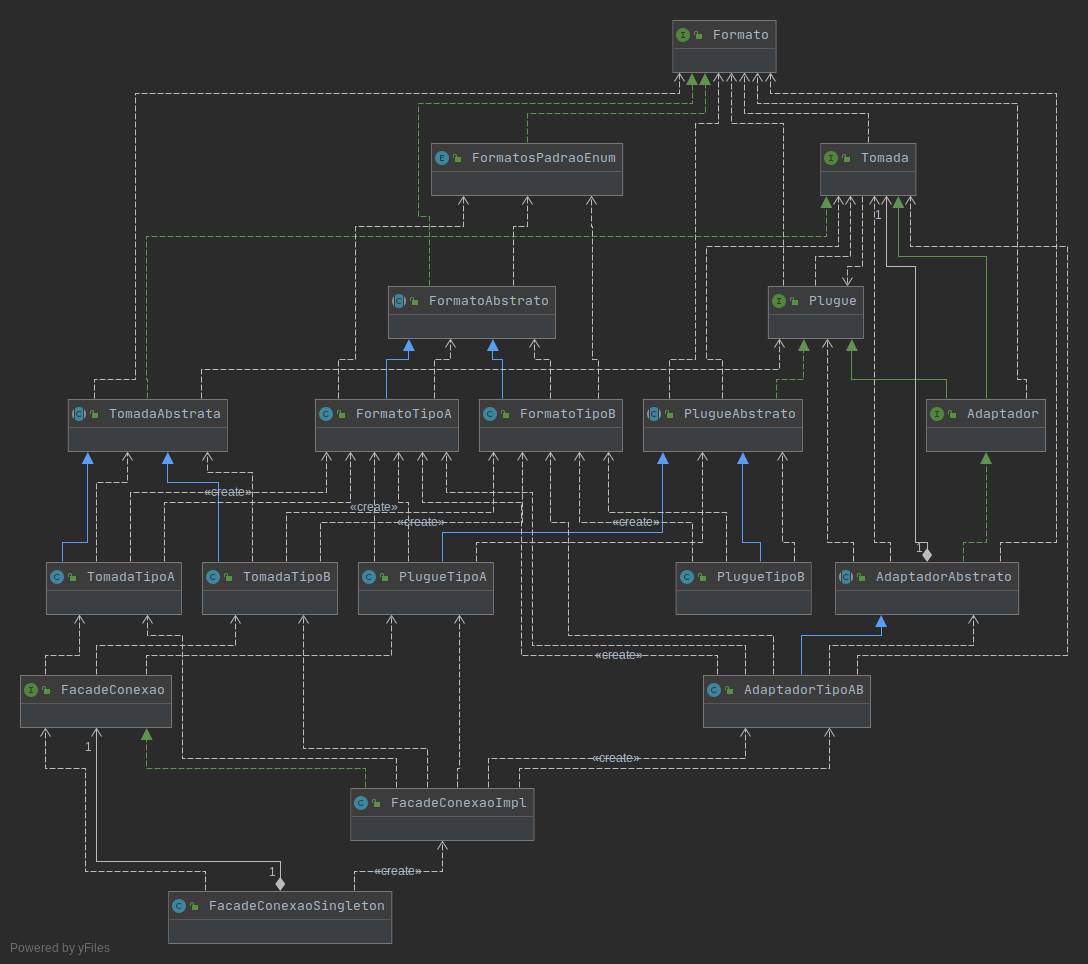 Formato
FormatosPadraoEnum
Tomada
1
FormatoAbstrato
Plugue
TomadaAbstrata
FormatoTipoA
FormatoTipoB
PlugueAbstrato
Adaptador
«create»
«create»
«create»
«create»
1
TomadaTipoA
TomadaTipoB
PlugueTipoA
PlugueTipoB
AdaptadorAbstrato
«create»
FacadeConexao
AdaptadorTipoAB
1
«create»
FacadeConexaoImpl
1
«create»
FacadeConexaoSingleton
Powered by yFiles